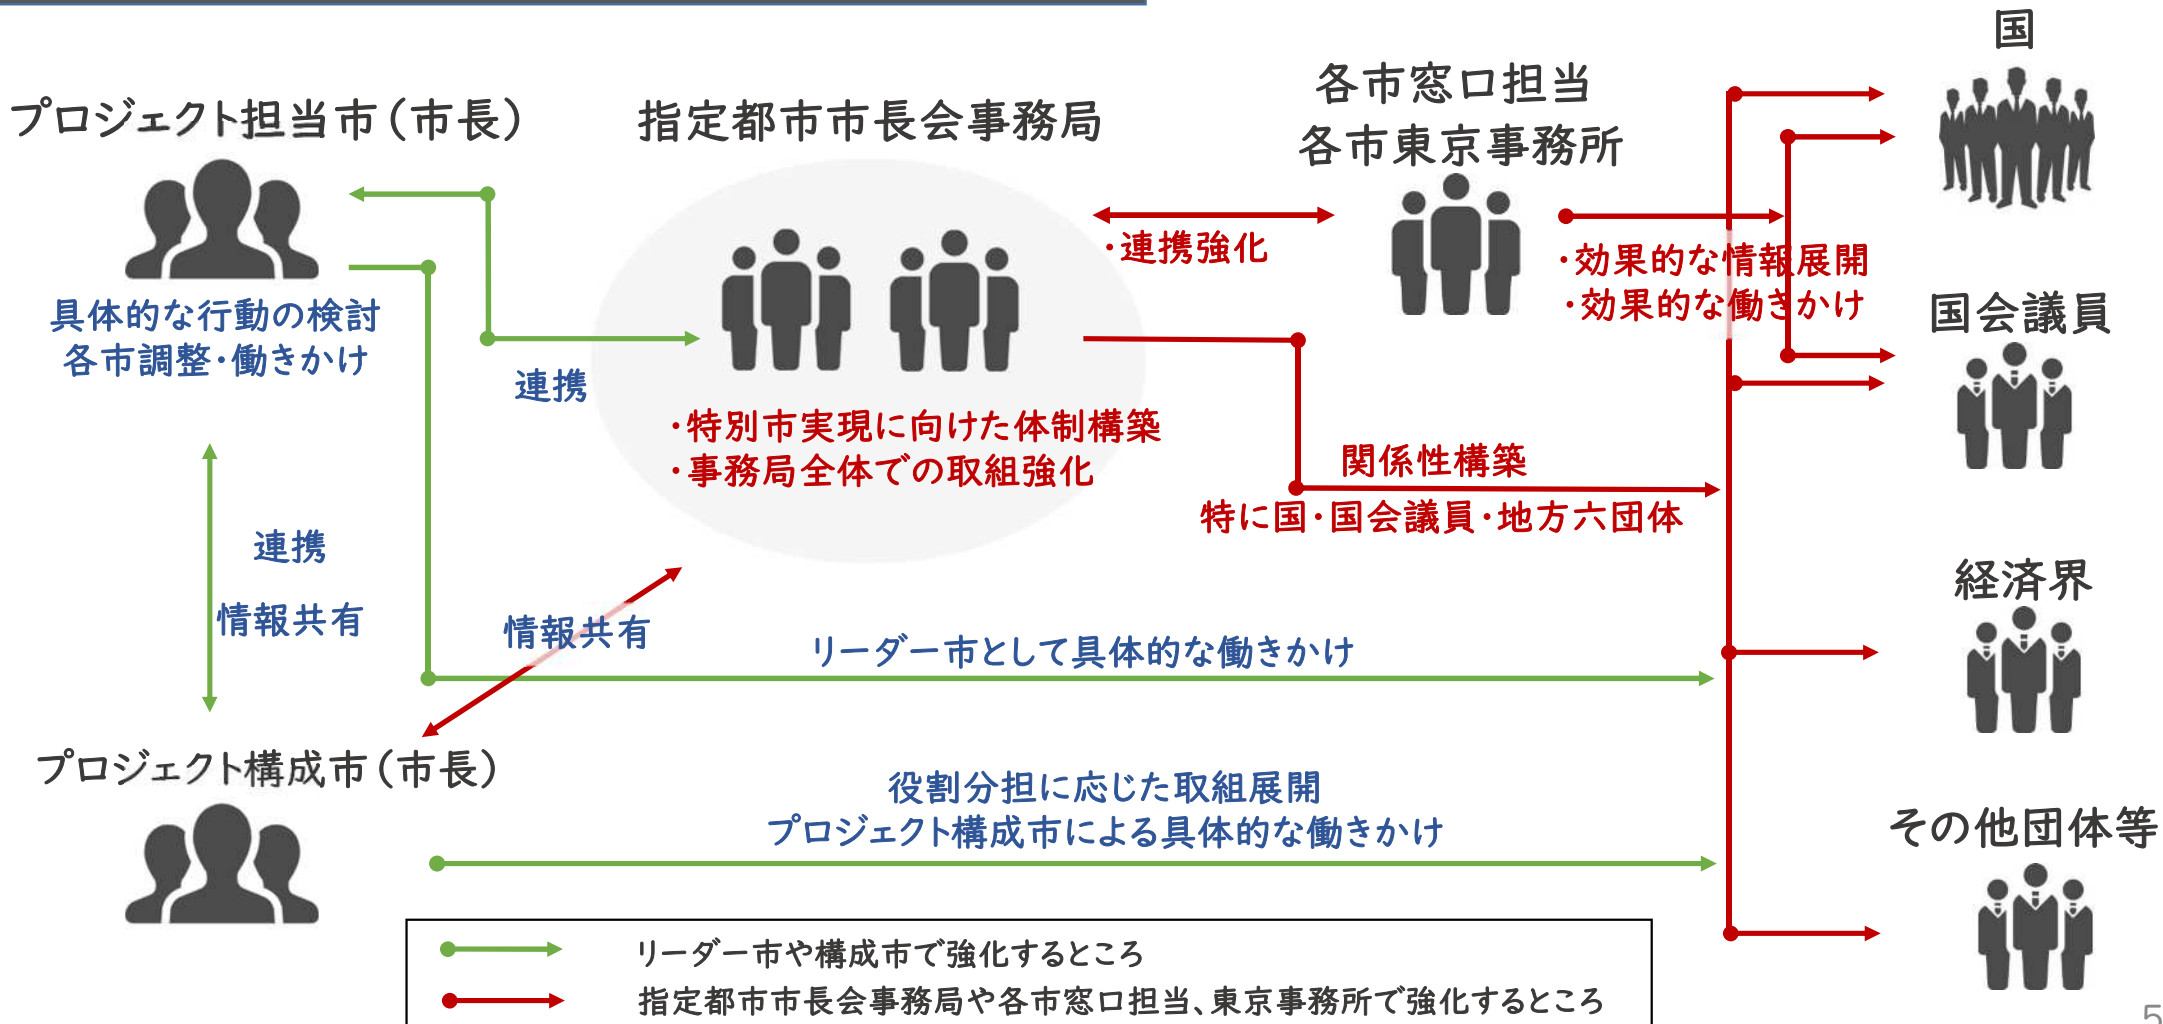 国
各市窓口担当
各市東京事務所
プロジェクト担当市(市長)
指定都市市長会事務局
・連携強化
・効果的な情報展開
・効果的な働きかけ
具体的な行動の検討
各市調整・働きかけ
国会議員
連携
・特別市実現に向けた体制構築
・事務局全体での取組強化
関係性構築
特に国・国会議員・地方六団体
連携
情報共有
情報共有
リーダー市として具体的な働きかけ
経済界
プロジェクト構成市(市長)
役割分担に応じた取組展開
プロジェクト構成市による具体的な働きかけ
その他団体等
リーダー市や構成市で強化するところ
指定都市市長会事務局や各市窓口担当、東京事務所で強化するところ
5